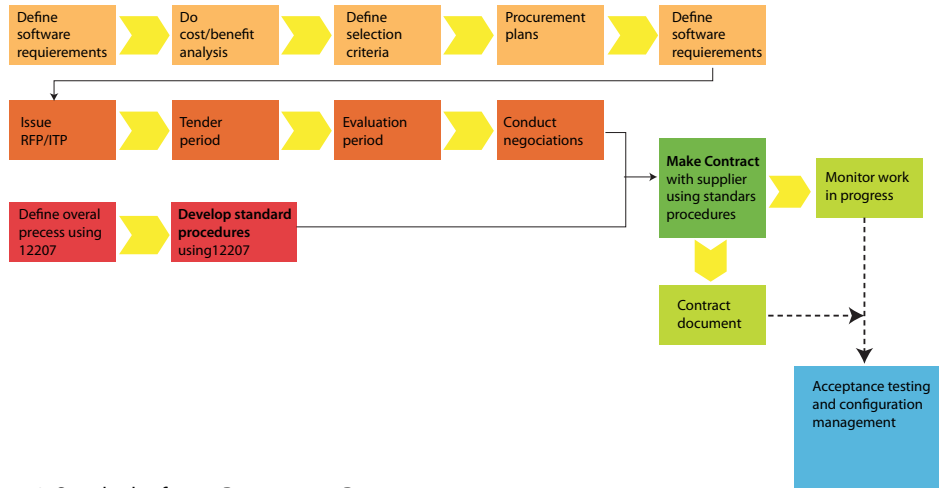 Define
software
requierements
Do
cost/benefit
analysis
Define
selection
criteria
Procurement
plans
Define
software
requierements
Issue
RFP/ITP
Tender
period
Evaluation
period
Conduct
negociations
Make Contract
with supplier
using standars
procedures
Monitor work
in progress
Define overal
precess using
12207
Develop standard
procedures
using12207
Contract
document
Acceptance testing
and configuration
management